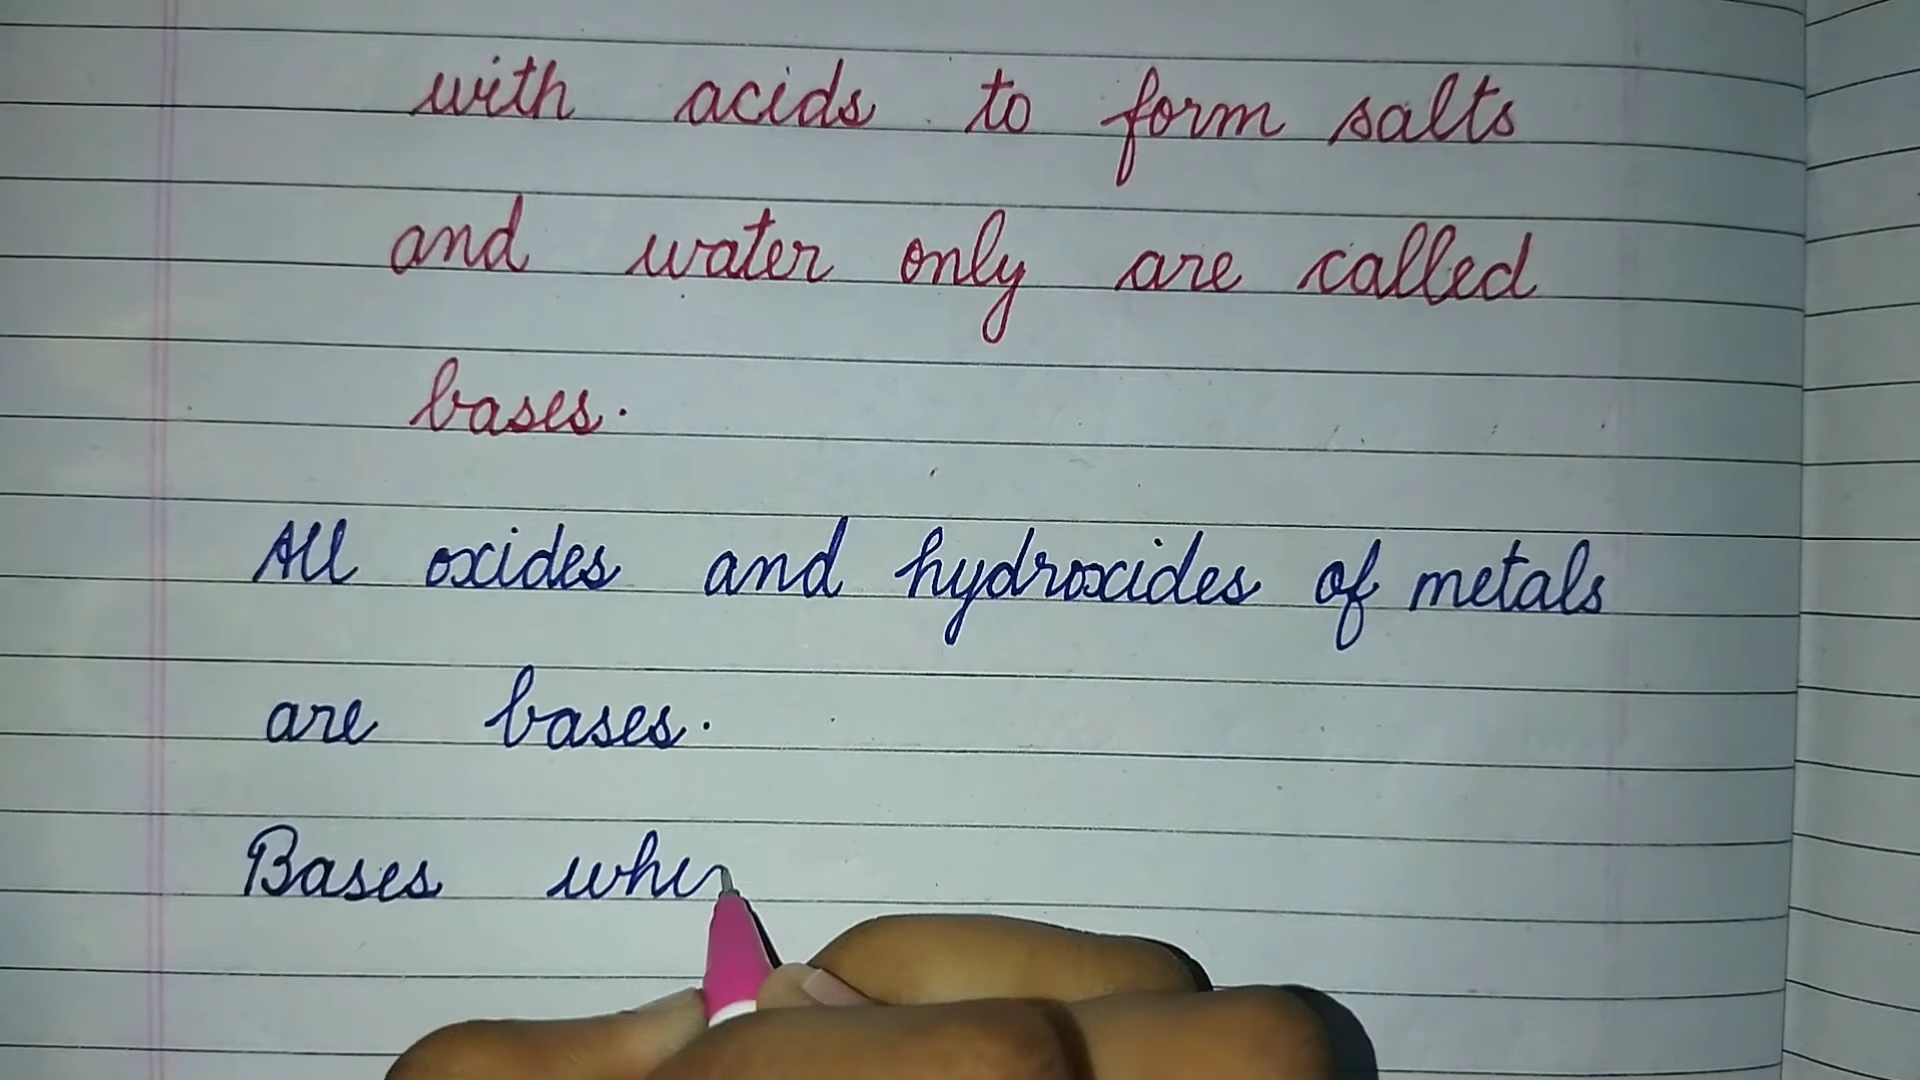 with acids to form salts
and water only are called
bases.
All oxides and hydroxides of metals
are bases.
Bases whe